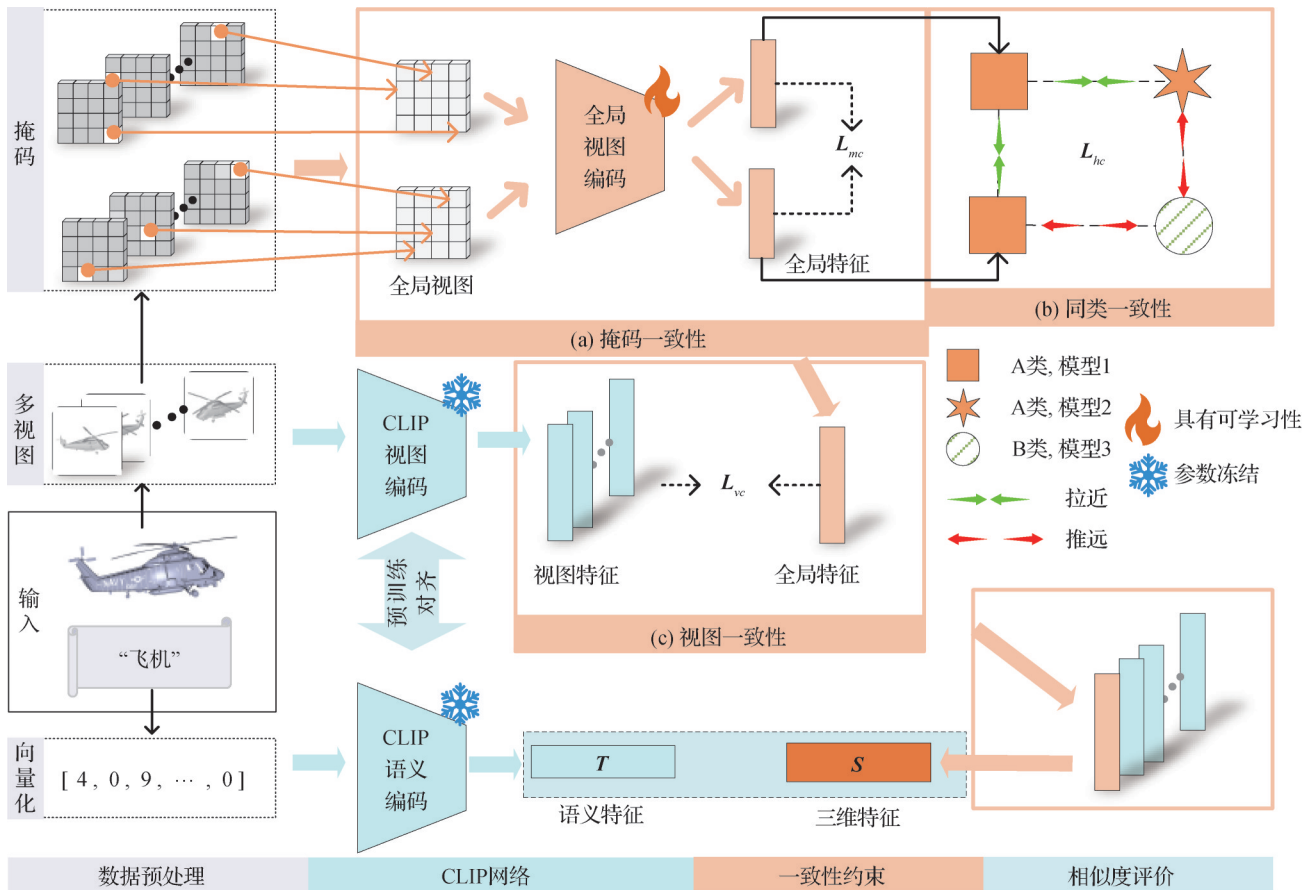 掩码
全局视图
全局
视图
编码
全局特征
L_mc
(a) 掩码一致性
L_hc
(b) 同类一致性
多视图
CLIP
视图
编码
视图特征
L_vc
全局特征
(c) 视图一致性
A类, 模型1
A类, 模型2
B类, 模型3
拉近
推远
具有可学习性
参数冻结
输入
“飞机”
预训练
对齐
向量化
[ 4, 0, 9, ⋯, 0]
CLIP
语义
编码
T
语义特征
S
三维特征
数据预处理
CLIP网络
一致性约束
相似度评价